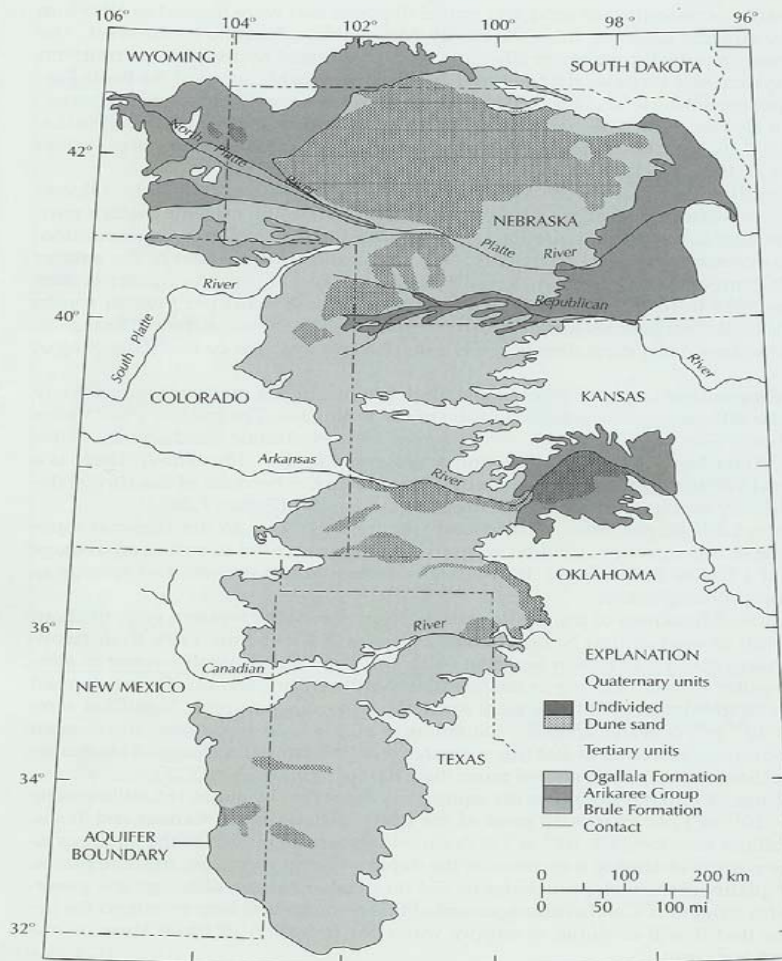 106° 104° 102° 100° 98° 96°
WYOMING
SOUTH DAKOTA
North Platte River
42°
NEBRASKA
Platte River
River
Republican
40°
South Platte
River
COLORADO
KANSAS
Arkansas
River
OKLAHOMA
36°
River
Canadian
EXPLANATION
NEW MEXICO
Quaternary units
Undivided
Dune sand
TEXAS
Tertiary units
34°
Ogallala Formation
Arikaree Group
Brule Formation
Contact
AQUIFER
BOUNDARY
0 100 200 km
0 50 100 mi
32°